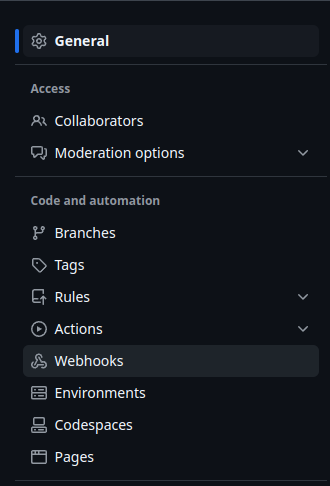 General
Access
Collaborators
Moderation options
Code and automation
Branches
Tags
Rules
Actions
Webhooks
Environments
Codespaces
Pages